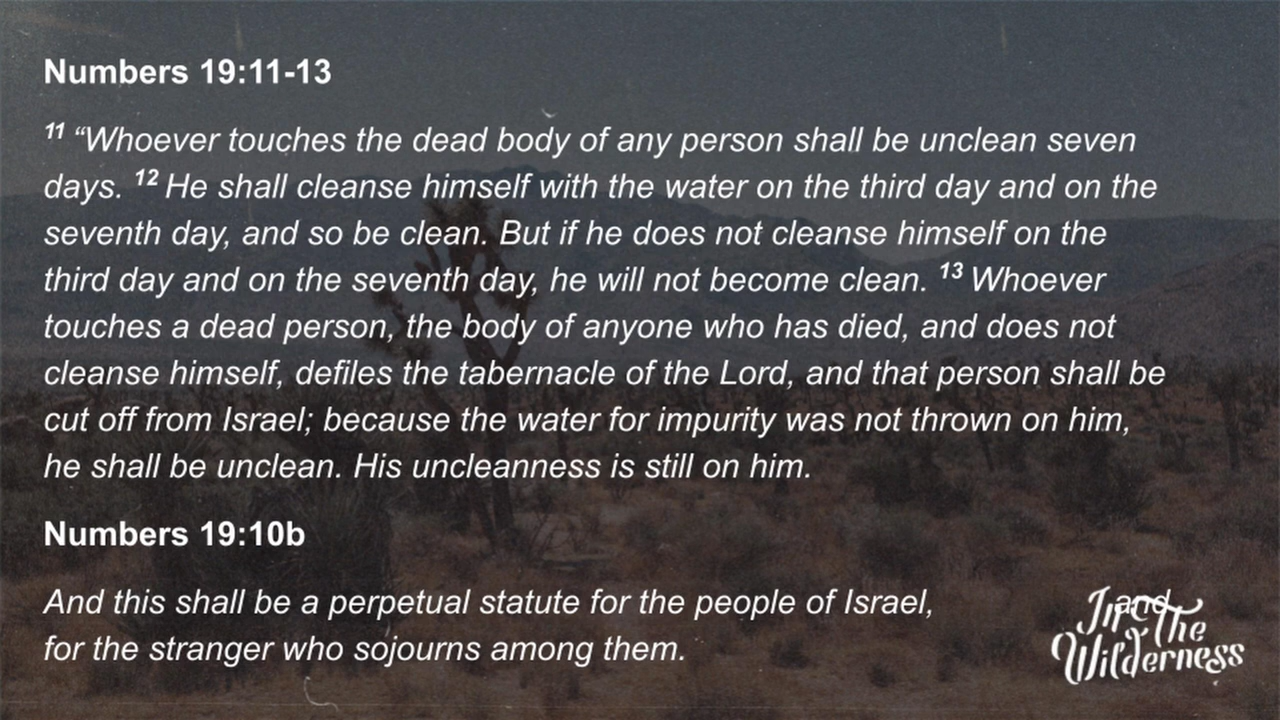 Numbers 19:11-13
11 “Whoever touches the dead body of any person shall be unclean seven
days. 12 He shall cleanse himself with the water on the third day and on the
seventh day, and so be clean. But if he does not cleanse himself on the
third day and on the seventh day, he will not become clean. 13 Whoever
touches a dead person, the body of anyone who has died, and does not
cleanse himself, defiles the tabernacle of the Lord, and that person shall be
cut off from Israel; because the water for impurity was not thrown on him,
he shall be unclean. His uncleanness is still on him.
Numbers 19:10b
And this shall be a perpetual statute for the people of Israel, and
for the stranger who sojourns among them.
In The
Wilderness